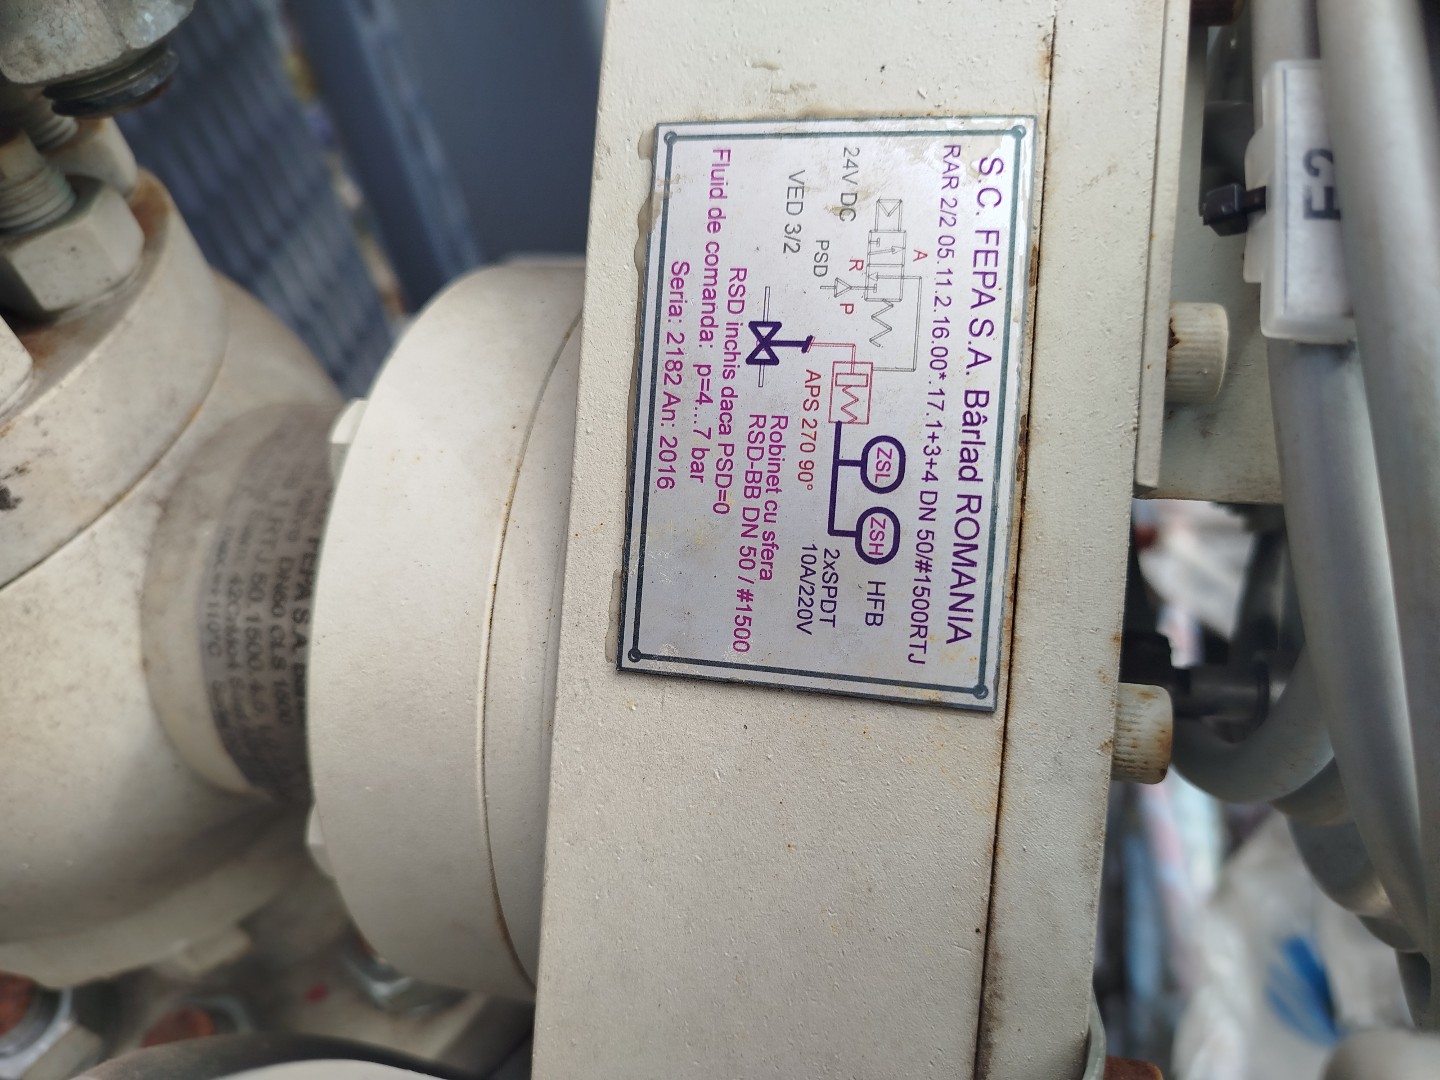 S.C. FEPA S.A. Bârlad ROMANIA
RAR 2/2 05.11.2.16.00*.17.1+3+4 DN 50/#1500RTJ
A
24V DC
R
P
PSD
VED 3/2
ZSL
ZSH
HFB
2xSPDT
10A/220V
APS 270 90°
Robinet cu sfera
RSD-BB DN 50 / #1500
RSD inchis daca PSD=0
Fluid de comanda: p=4...7 bar
Seria: 2182 An: 2016
FEPA S.A.